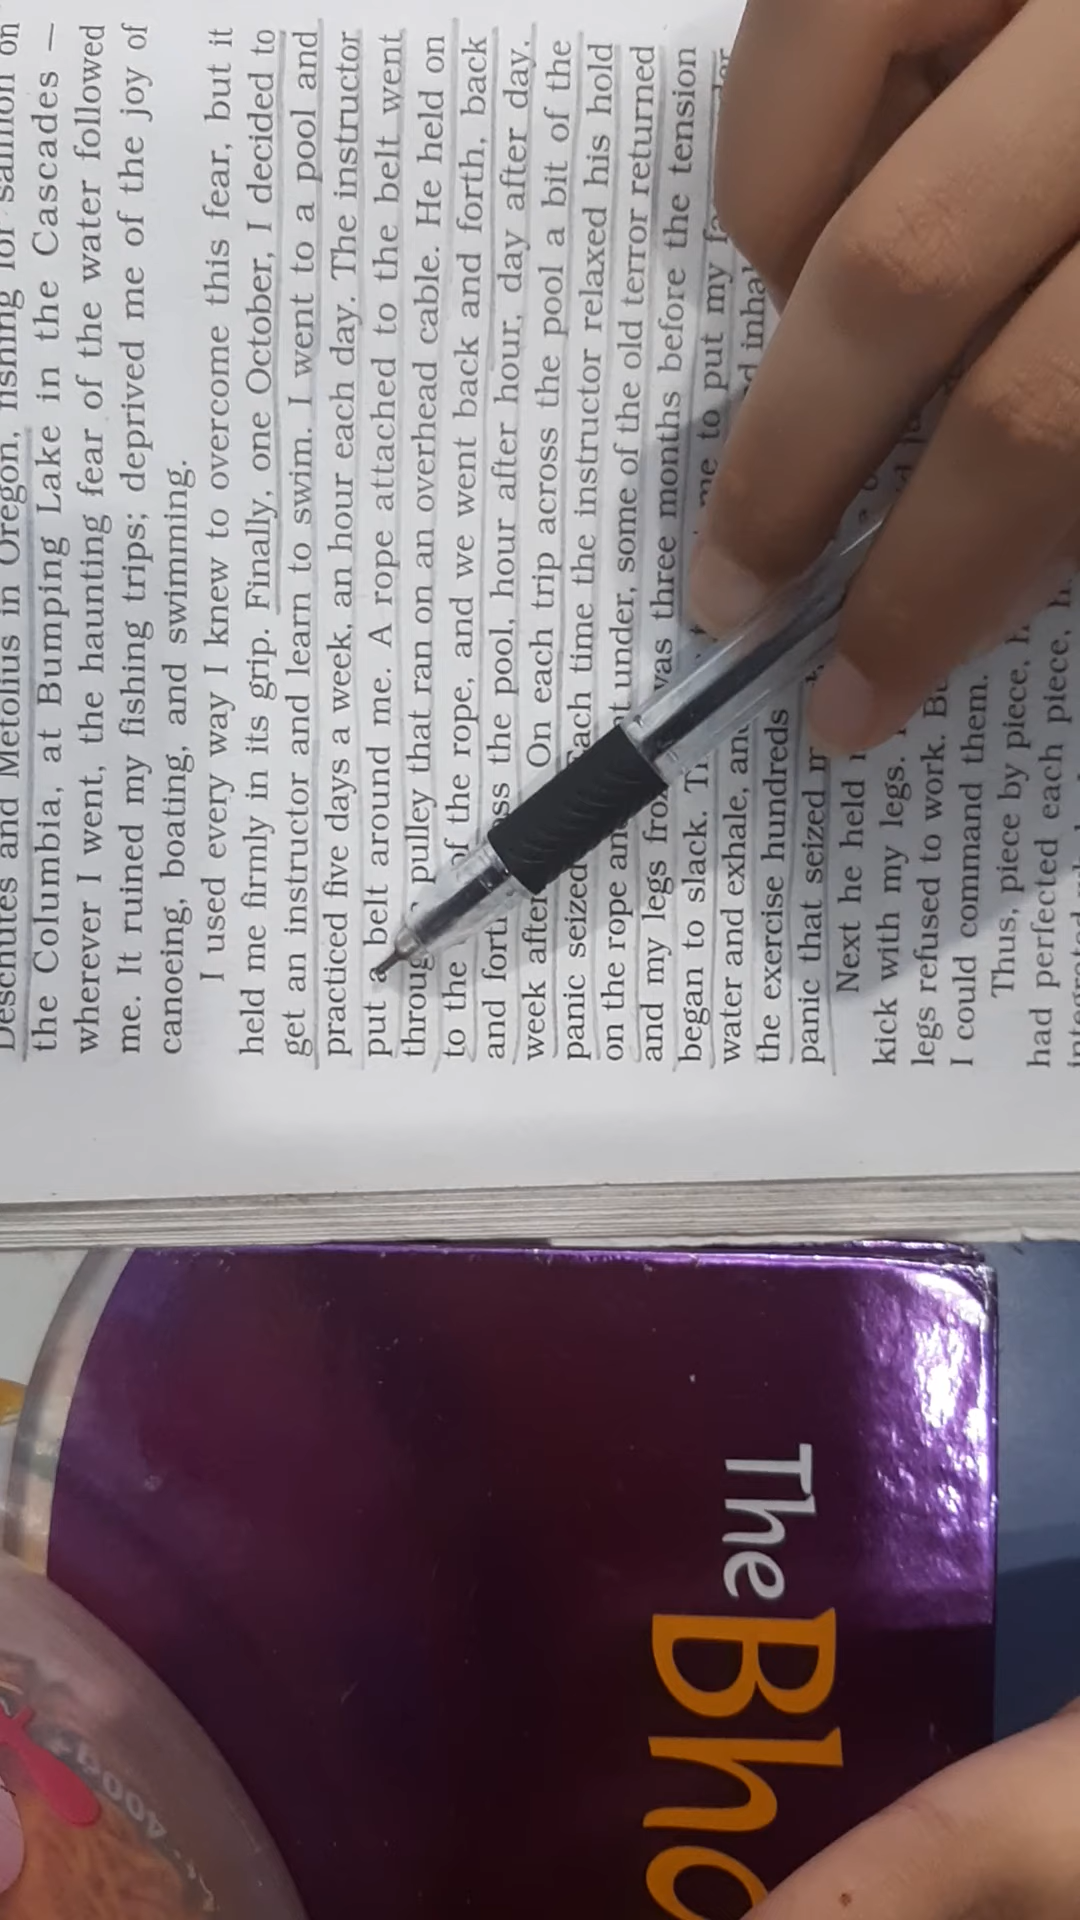 Deschutes and Metolius in Oregon, fishing for salmon on
the Columbia, at Bumping Lake in the Cascades —
wherever I went, the haunting fear of the water followed
me. It ruined my fishing trips; deprived me of the joy of
canoeing, boating, and swimming.
I used every way I knew to overcome this fear, but it
held me firmly in its grip. Finally, one October, I decided to
get an instructor and learn to swim. I went to a pool and
practiced five days a week, an hour each day. The instructor
put a belt around me. A rope attached to the belt went
through pulley that ran on an overhead cable. He held on
to the of the rope, and we went back and forth, back
and forth the pool, hour after hour, day after day,
week after On each trip across the pool a bit of the
panic seized Each time the instructor relaxed his hold
on the rope and under, some of the old terror returned
and my legs was three months before the tension
began to slack. me to put my
water and exhale, and
the exercise hundreds
panic that seized
Next he held
kick with my legs.
legs refused to work.
I could command them.
Thus, piece by piece,
had perfected each piece,
The
Bho
400g